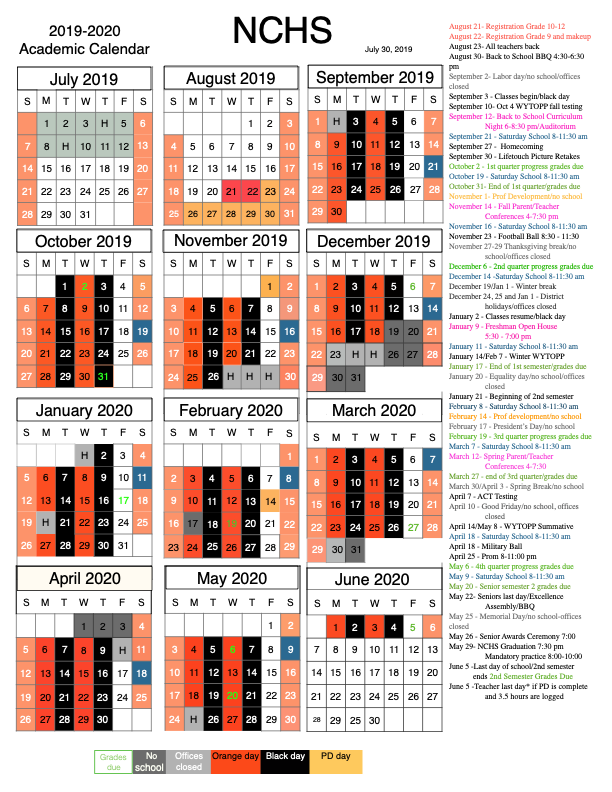 2019-2020
Academic Calendar
NCHS
July 30, 2019
July 2019
S M T W T F S
1 2 3 H 5 6
7 8 H 10 11 12 13
14 15 16 17 18 19 20
21 22 23 24 25 26 27
28 29 30 31
August 2019
S M T W T F S
1 2 3
4 5 6 7 8 9 10
11 12 13 14 15 16 17
18 19 20 21 22 23 24
25 26 27 28 29 30 31
September 2019
S M T W T F S
1 H 3 4 5 6 7
8 9 10 11 12 13 14
15 16 17 18 19 20 21
22 23 24 25 26 27 28
29 30
October 2019
S M T W T F S
1 2 3 4 5
6 7 8 9 10 11 12
13 14 15 16 17 18 19
20 21 22 23 24 25 26
27 28 29 30 31
November 2019
S M T W T F S
1 2
3 4 5 6 7 8 9
10 11 12 13 14 15 16
17 18 19 20 21 22 23
24 25 26 H H H 30
December 2019
S M T W T F S
1 2 3 4 5 6 7
8 9 10 11 12 13 14
15 16 17 18 19 20 21
22 23 H H 26 27 28
29 30 31
January 2020
S M T W T F S
H 2 3 4
5 6 7 8 9 10 11
12 13 14 15 16 17 18
19 H 21 22 23 24 25
26 27 28 29 30 31
February 2020
S M T W T F S
1
2 3 4 5 6 7 8
9 10 11 12 13 14 15
16 17 18 19 20 21 22
23 24 25 26 27 28 29
March 2020
S M T W T F S
1 2 3 4 5 6 7
8 9 10 11 12 13 14
15 16 17 18 19 20 21
22 23 24 25 26 27 28
29 30 31
April 2020
S M T W T F S
1 2 3 4
5 6 7 8 9 H 11
12 13 14 15 16 17 18
19 20 21 22 23 24 25
26 27 28 29 30
May 2020
S M T W T F S
1 2
3 4 5 6 7 8 9
10 11 12 13 14 15 16
17 18 19 20 21 22 23
24 H 26 27 28 29 30
June 2020
S M T W T F S
1 2 3 4 5 6
7 8 9 10 11 12 13
14 15 16 17 18 19 20
21 22 23 24 25 26 27
28 29 30
August 21- Registration Grade 10-12
August 22- Registration Grade 9 and makeup
August 23- All teachers back
August 30- Back to School BBQ 4:30-6:30
pm
September 2- Labor day/no school/offices
closed
September 3 - Classes begin/black day
September 10- Oct 4 WYTOPP fall testing
September 12- Back to School Curriculum
Night 6-8:30 pm/Auditorium
September 21 - Saturday School 8-11:30 am
September 27 - Homecoming
September 30 - Lifetouch Picture Retakes
October 2 - 1st quarter progress grades due
October 19 - Saturday School 8-11:30 am
October 31- End of 1st quarter/grades due
November 1- Prof Development/no school
November 14 - Fall Parent/Teacher
Conferences 4-7:30 pm
November 16 - Saturday School 8-11:30 am
November 23 - Football 8:30 - 11:30
November 27-29 Thanksgiving break/no
school/offices closed
December 6 - 2nd quarter progress grades due
December 14 -Saturday School 8-11:30 am
December 19/Jan 1 - Winter break
December 24, 25 and Jan 1 - District
holidays/offices closed
January 2 - Classes resume/black day
January 9 - Freshman Open House
5:30 - 7:00 pm
January 11 - Saturday School 8-11:30 am
January 14/Feb 7 - Winter WYTOPP
January 17 - End of 1st semester/grades due
January 20 - Equality day/no school/offices
closed
January 21 - Beginning of 2nd semester
February 8 - Saturday School 8-11:30 am
February 14 - Prof development/no school
February 17 - President's Day/no school
February 19 - 3rd quarter progress grades due
March 7 - Saturday School 8-11:30 am
March 12- Spring Parent/Teacher
Conferences 4-7:30
March 27 - end of 3rd quarter/grades due
March 30/April 3 - Spring Break/no school
April 7 - ACT Testing
April 10 - Good Friday/no school, offices
closed
April 14/May 8 - WYTOPP Summative
April 18 - Saturday School 8-11:30 am
April 18 - Military Ball
April 25 - Prom 8-11:00 pm
May 6 - 4th quarter progress grades due
May 9 - Saturday School 8-11:30 am
May 20 - Senior semester 2 grades due
May 22- Seniors last day/Excellence
Assembly/BBQ
May 25 - Memorial Day/no school/offices
closed
May 26 - Senior Awards Ceremony 7:00
May 29- NCHS Graduation 7:30 pm
Mandatory practice 8:00-10:00
June 5 -Last day of school/2nd semester
ends 2nd Semester Grades Due
June 5 -Teacher last day* if PD is complete
and 3.5 hours are logged
Grades due
No school
Offices closed
Orange day
Black day
PD day